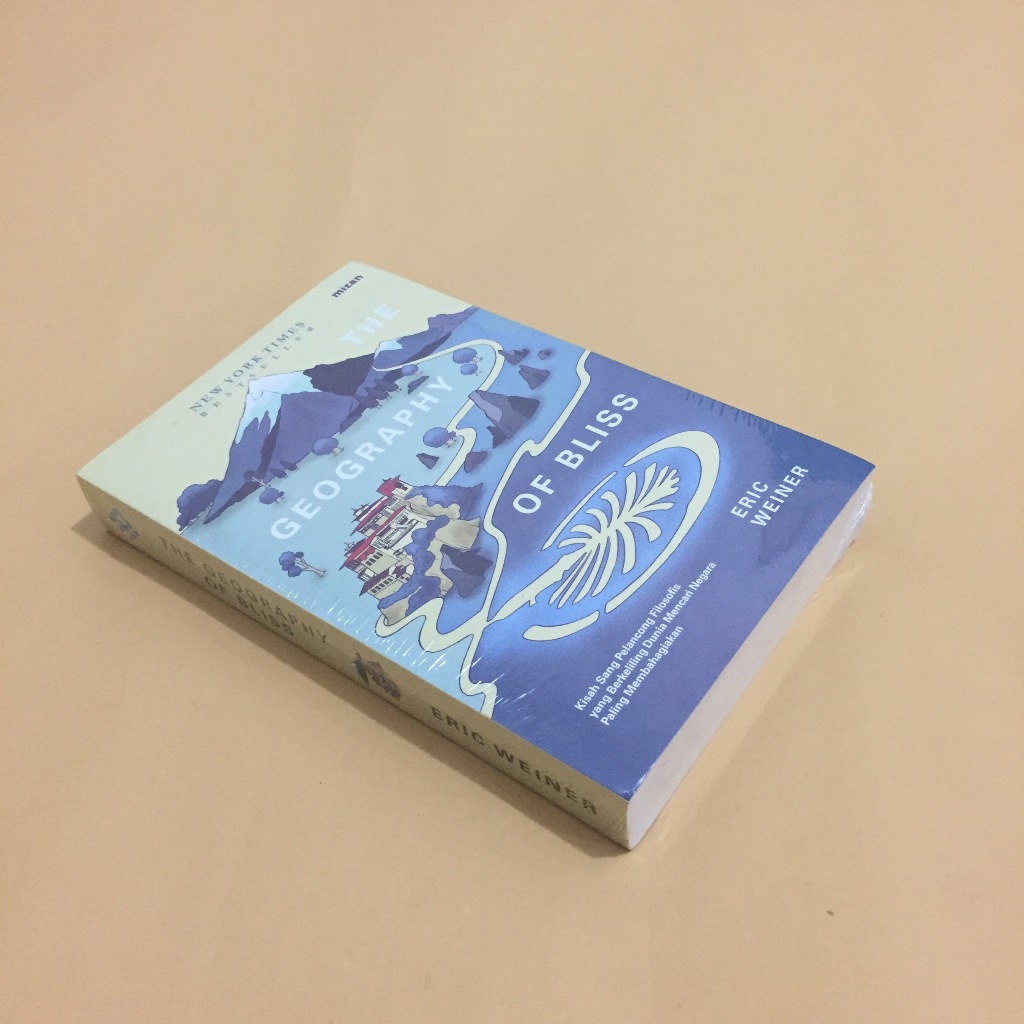 mizan
NEW YORK TIMES
BESTSELLER
THE
GEOGRAPHY
OF BLISS
ERIC
WEINER
Kisah Sang Pelancong Filosofis
yang Berkeliling Dunia Mencari Negara
Paling Membahagiakan
THE GEOGRAPHY
OF BLISS
ERIC WEINER